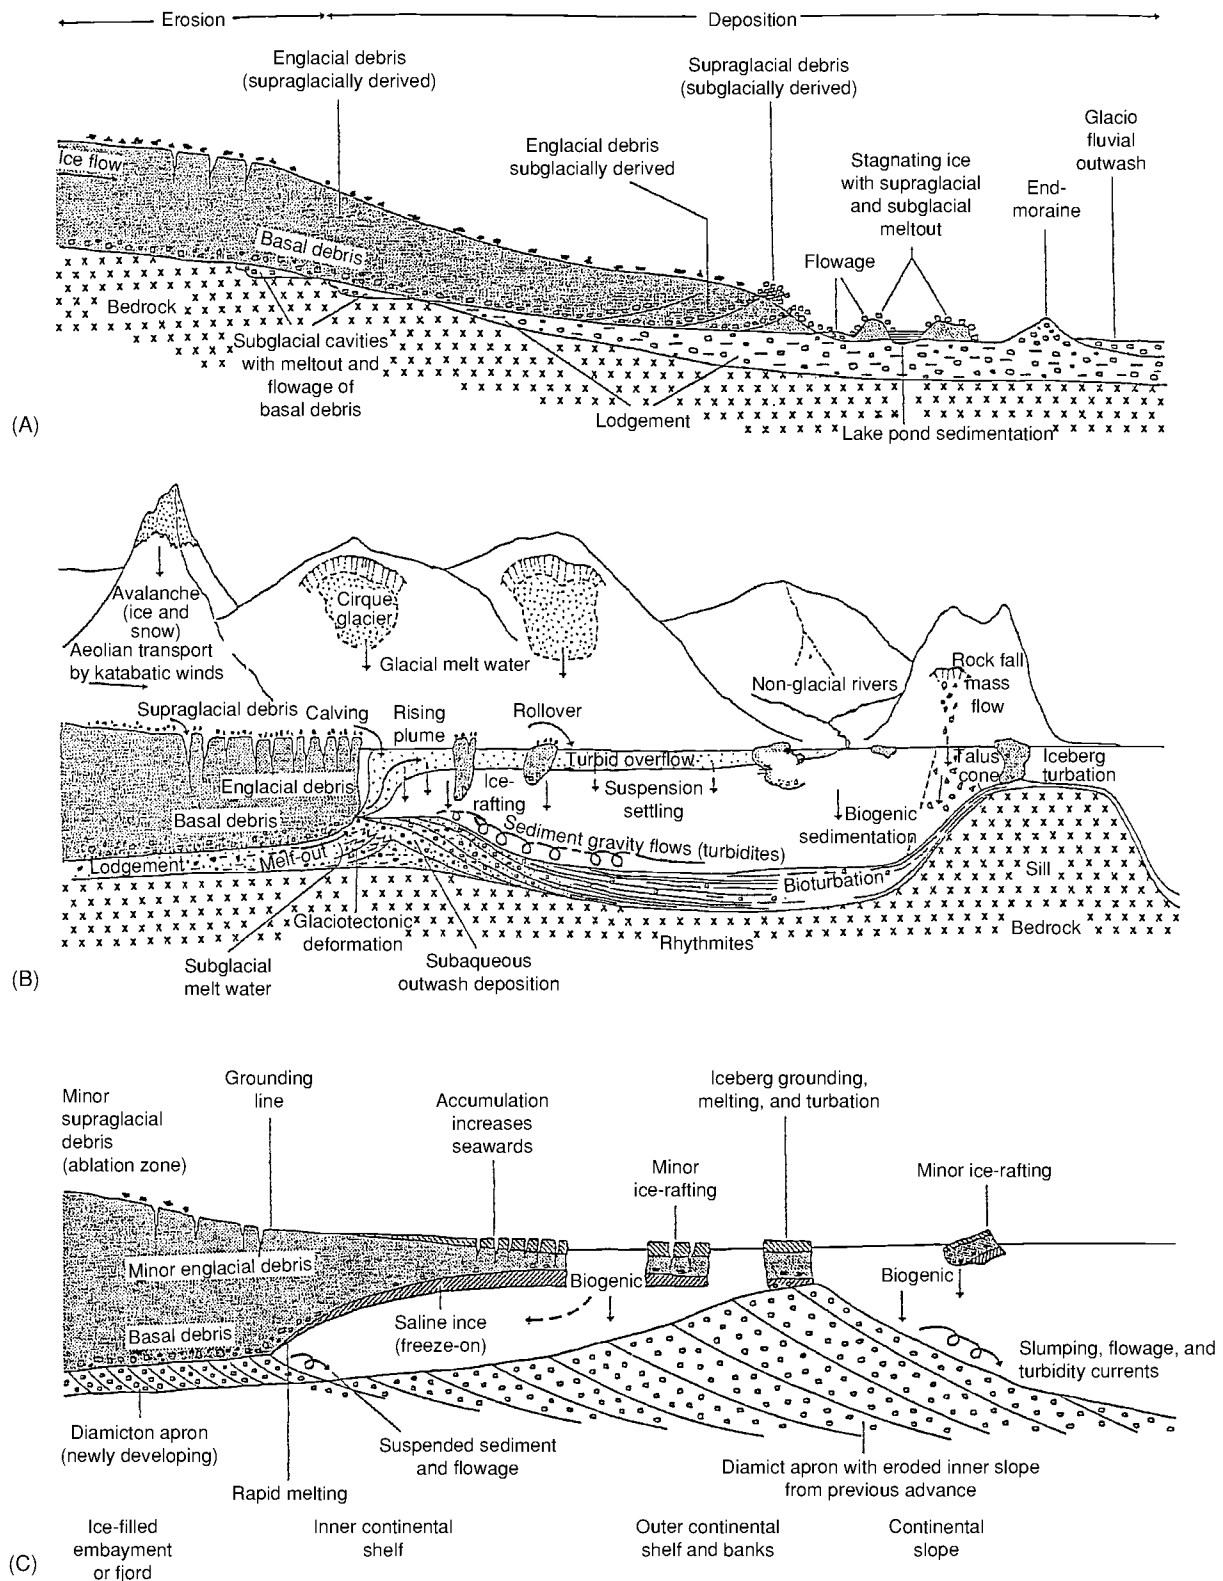 Erosion
Deposition
Englacial debris
(supraglacially derived)
Supraglacial debris
(subglacially derived)
Englacial debris
subglacially derived
Glacio
fluvial
outwash
Stagnating ice
with supraglacial
and subglacial
meltout
End-
moraine
Ice flow
Basal debris
Flowage
Bedrock
Subglacial cavities
with meltout and
flowage of
basal debris
Lodgement
Lake pond sedimentation
(A)
Avalanche
(ice and
snow)
Aeolian transport
by katabatic winds
Cirque
glacier
Glacial melt water
Non-glacial rivers
Rock fall
mass
flow
Supraglacial debris
Calving
Rising
plume
Rollover
Turbid overflow
Talus
cone
Iceberg
turbation
Englacial debris
Ice-
rafting
Suspension
settling
Basal debris
Biogenic
sedimentation
Sediment gravity flows (turbidites)
Lodgement
Melt-out
Bioturbation
Sill
Glaciotectonic
deformation
Rhythmites
Bedrock
Subglacial
melt water
Subaqueous
outwash deposition
(B)
Minor
supraglacial
debris
(ablation zone)
Grounding
line
Accumulation
increases
seawards
Iceberg grounding,
melting, and turbation
Minor
ice-rafting
Minor ice-rafting
Minor englacial debris
Biogenic
Biogenic
Saline ince
(freeze-on)
Basal debris
Slumping, flowage, and
turbidity currents
Diamicton apron
(newly developing)
Suspended sediment
and flowage
Diamict apron with eroded inner slope
from previous advance
Rapid melting
Ice-filled
embayment
or fjord
Inner continental
shelf
Outer continental
shelf and banks
Continental
slope
(C)